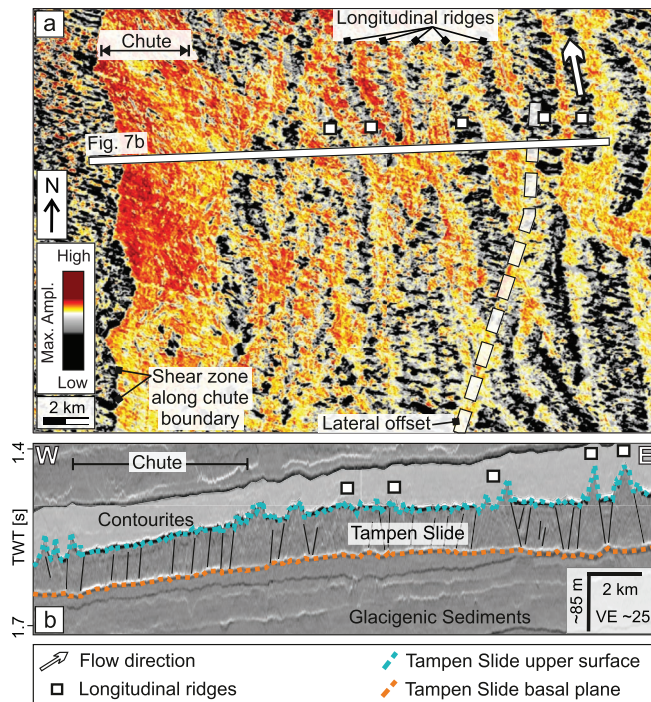 a
Longitudinal ridges
Chute
Fig. 7b
N
High
Max. Ampl.
Low
2 km
Shear zone
along chute
boundary
Lateral offset
1.4
W
E
Chute
Contourites
Tampen Slide
TWT [s]
2 km
~85 m
VE ~25
Glacigenic Sediments
1.7
b
Flow direction
Tampen Slide upper surface
Longitudinal ridges
Tampen Slide basal plane